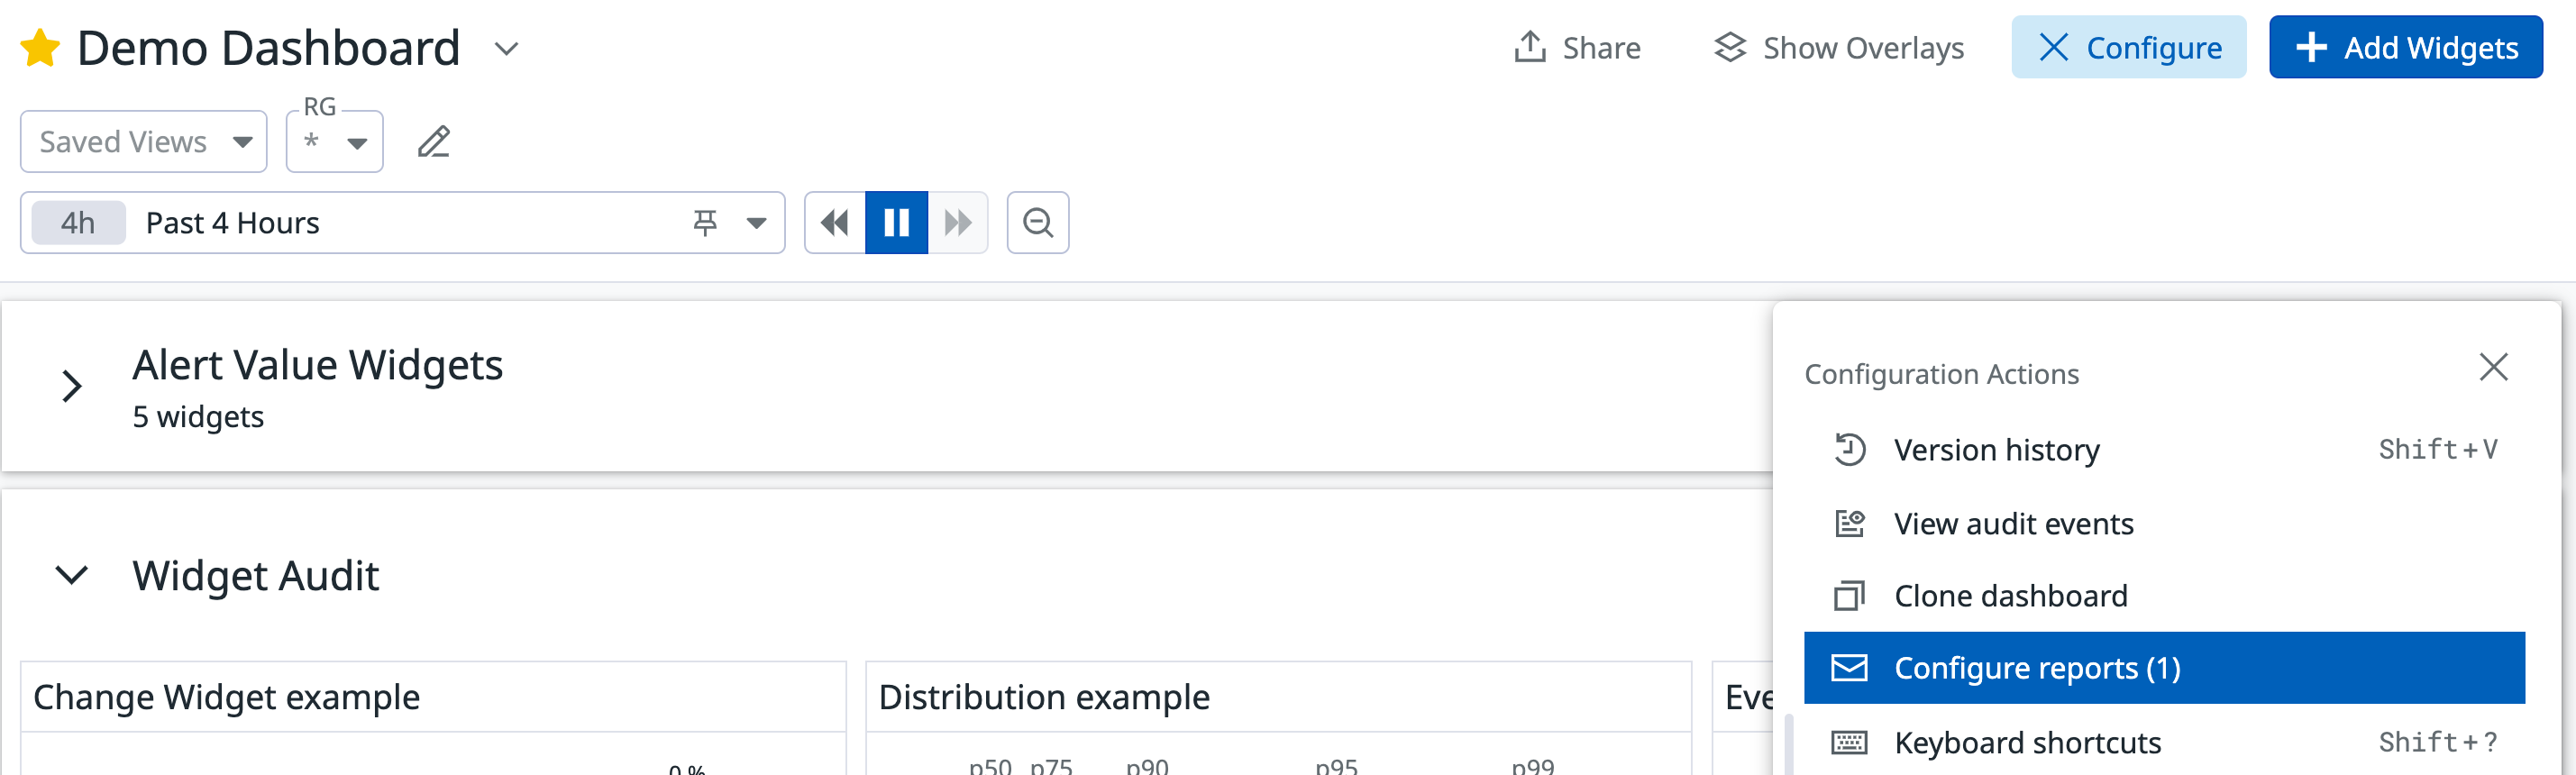 Demo Dashboard
Share
Show Overlays
Configure
Add Widgets
Saved Views
RG
*
4h Past 4 Hours
Alert Value Widgets
5 widgets
Widget Audit
Change Widget example
0 %
Distribution example
p50 p75 p90 p95 p99
Eve
Configuration Actions
Version history Shift+V
View audit events
Clone dashboard
Configure reports (1)
Keyboard shortcuts Shift+?